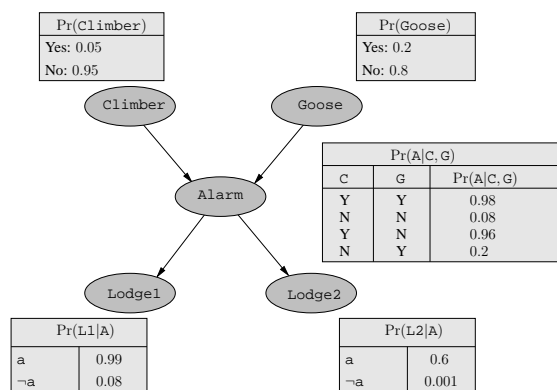 Pr(Climber)
Yes: 0.05
No: 0.95
Pr(Goose)
Yes: 0.2
No: 0.8
Climber
Goose
Alarm
Pr(A|C, G)
C G Pr(A|C, G)
Y Y 0.98
N N 0.08
Y N 0.96
N Y 0.2
Lodge1
Lodge2
Pr(L1|A)
a 0.99
¬a 0.08
Pr(L2|A)
a 0.6
¬a 0.001